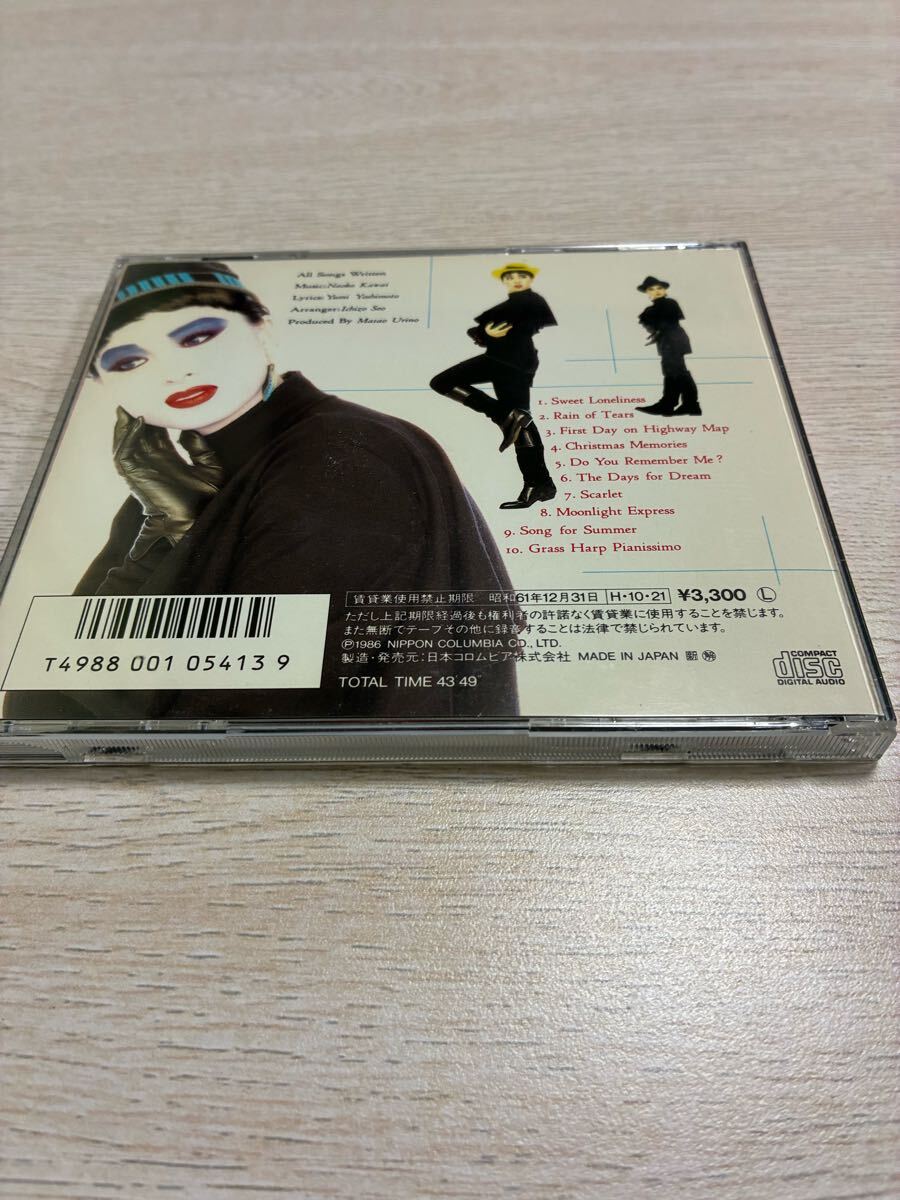 All Songs Written
Music:Naoko Kawai
Lyrics:Yumi Yoshimoto
Arranger:Ichizo Seo
Produced By Masao Urino
1. Sweet Loneliness
2. Rain of Tears
3. First Day on Highway Map
4. Christmas Memories
5. Do You Remember Me?
6. The Days for Dream
7. Scarlet
8. Moonlight Express
9. Song for Summer
10. Grass Harp Pianissimo
賃貸業使用禁止期限 昭和61年12月31日 H・10・21 ¥3,300 Ⓛ
ただし上記期限経過後も権利者の許諾なく賃貸業に使用することを禁じます。
また無断でテープその他に録音することは法律で禁じられています。
Ⓟ1986 NIPPON COLUMBIA CO., LTD.
製造・発売元:日本コロムビア株式会社 MADE IN JAPAN
TOTAL TIME 43'49"
T4988 001 05413 9
COMPACT
disc
DIGITAL AUDIO